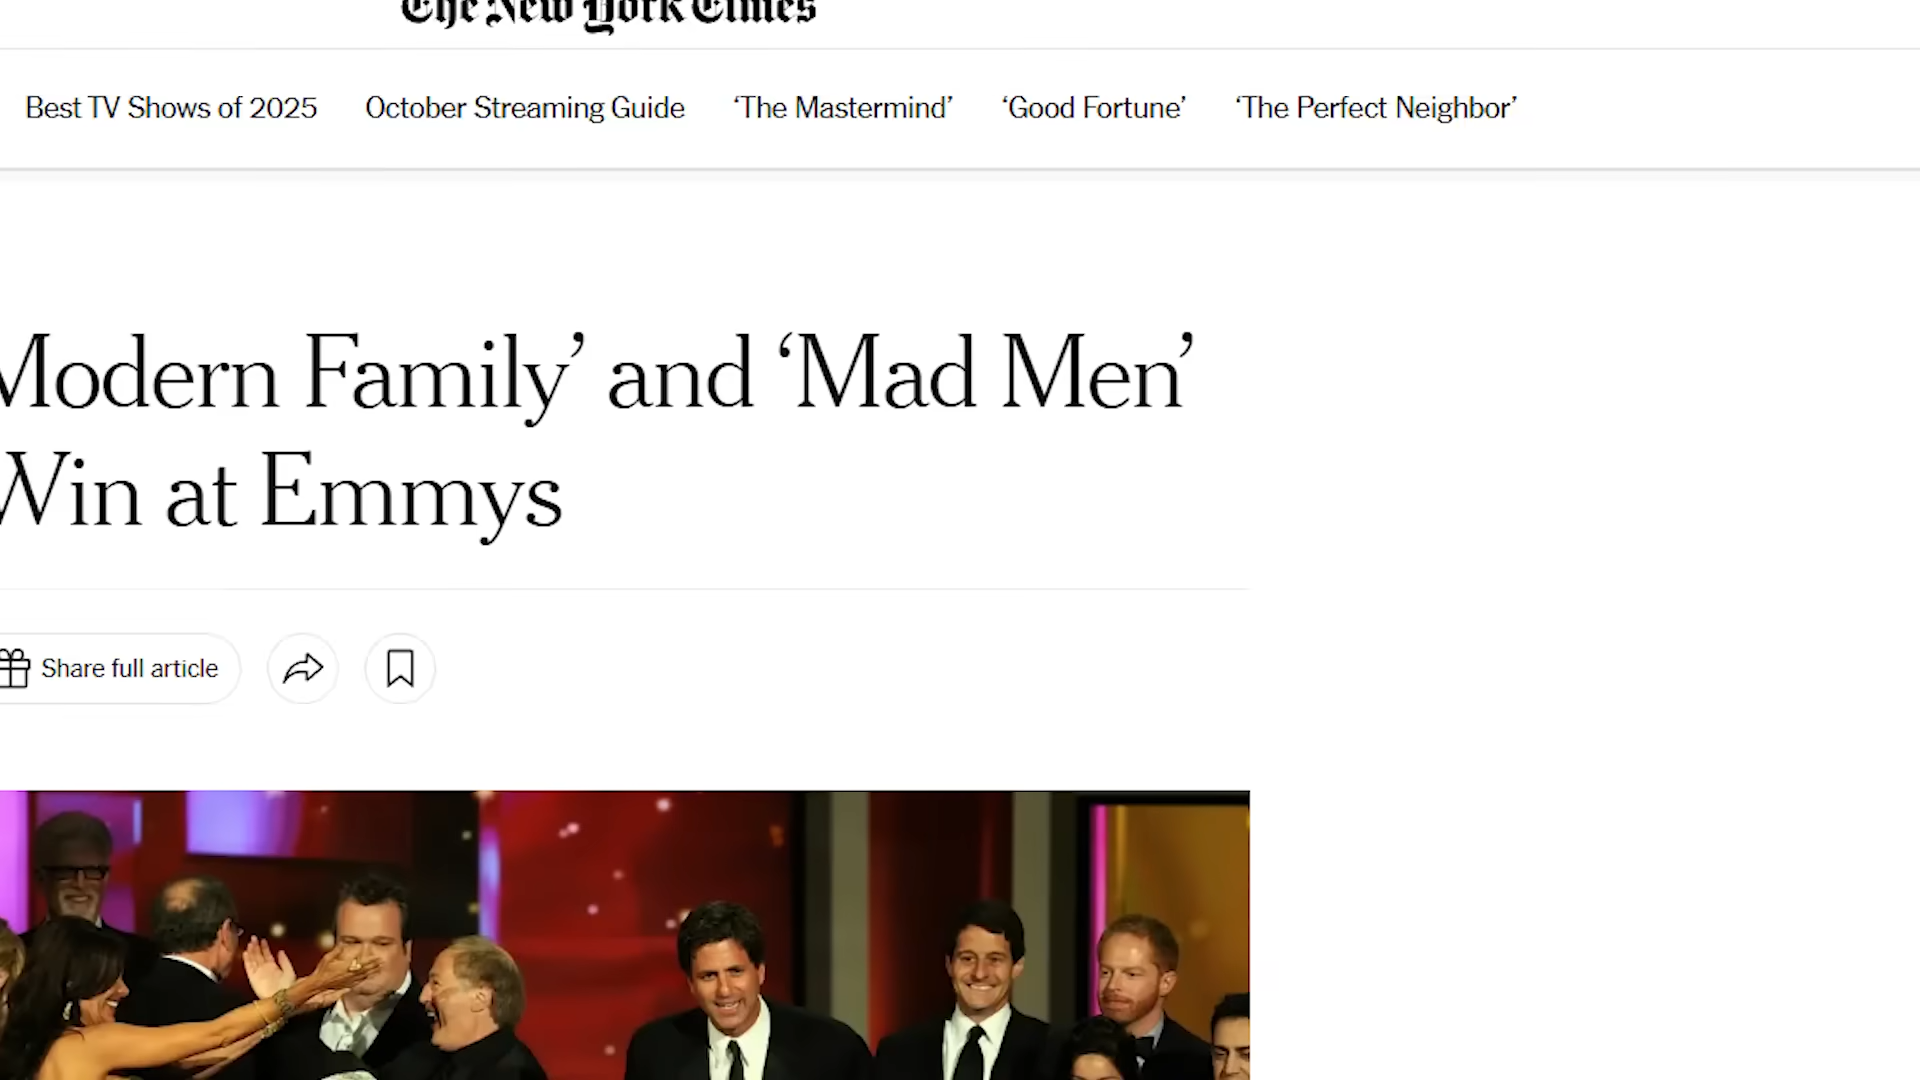 The New York Times
Best TV Shows of 2025 October Streaming Guide ‘The Mastermind’ ‘Good Fortune’ ‘The Perfect Neighbor’
Modern Family’ and ‘Mad Men’
Win at Emmys
Share full article